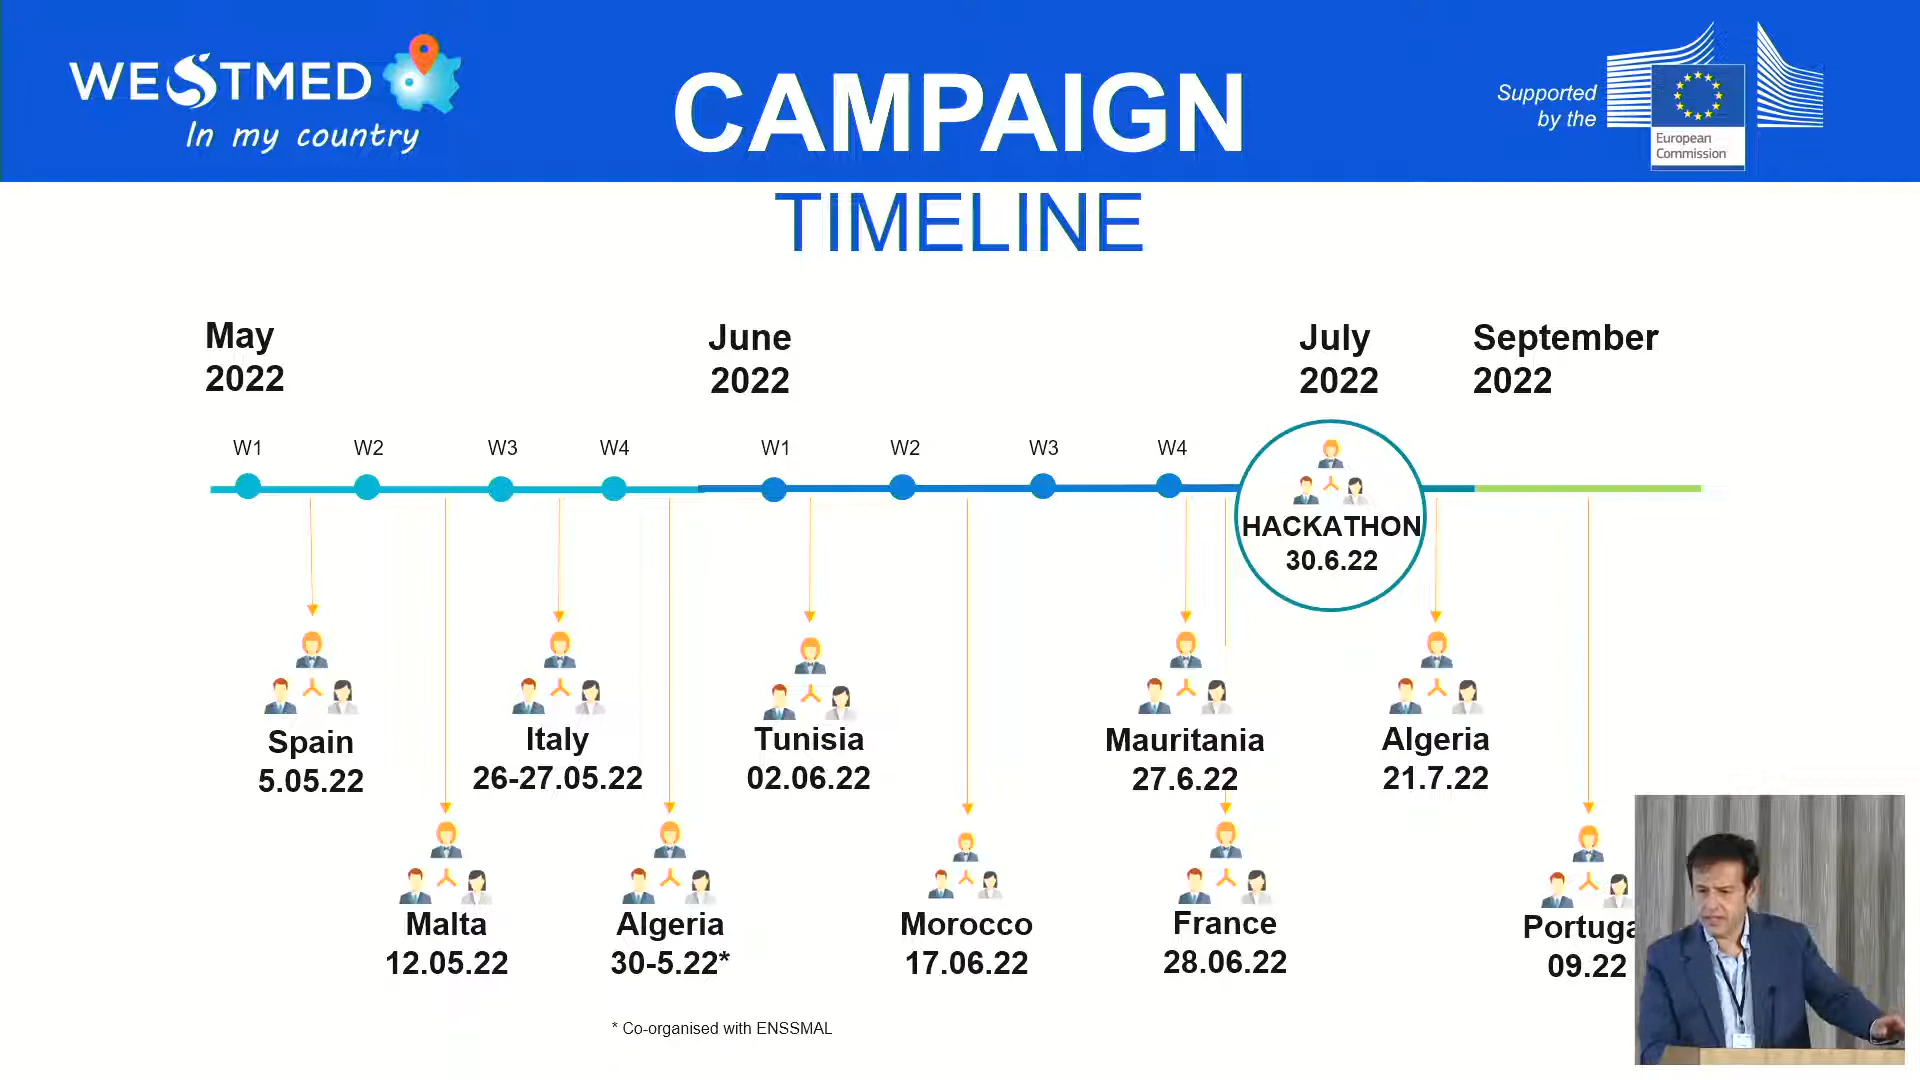 WESTMED
In my country
CAMPAIGN
TIMELINE
Supported
by the
European
Commission
May
2022
June
2022
July
2022
September
2022
W1
W2
W3
W4
W1
W2
W3
W4
HACKATHON
30.6.22
Spain
5.05.22
Italy
26-27.05.22
Tunisia
02.06.22
Mauritania
27.6.22
Algeria
21.7.22
Malta
12.05.22
Algeria
30-5.22*
Morocco
17.06.22
France
28.06.22
Portuga
09.22
* Co-organised with ENSSMAL